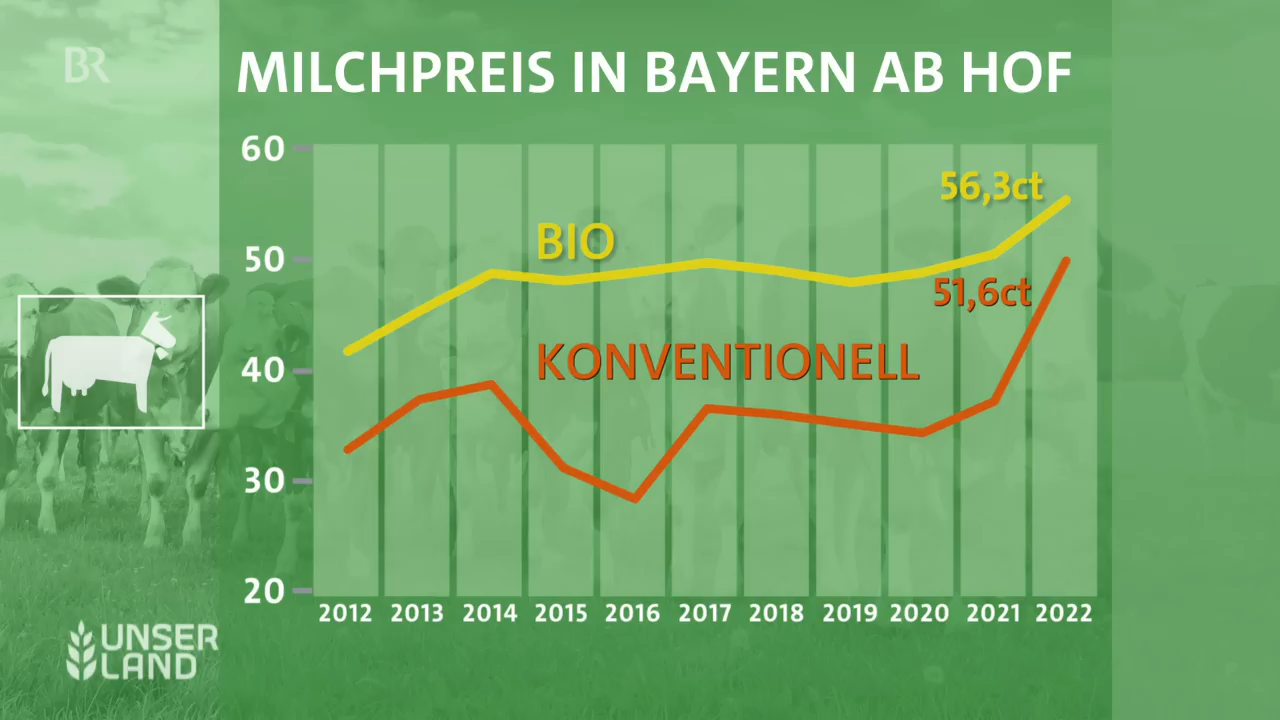 BR
MILCHPREIS IN BAYERN AB HOF
60
50
40
30
20
56,3ct
BIO
51,6ct
KONVENTIONELL
2012 2013 2014 2015 2016 2017 2018 2019 2020 2021 2022
UNSER
LAND